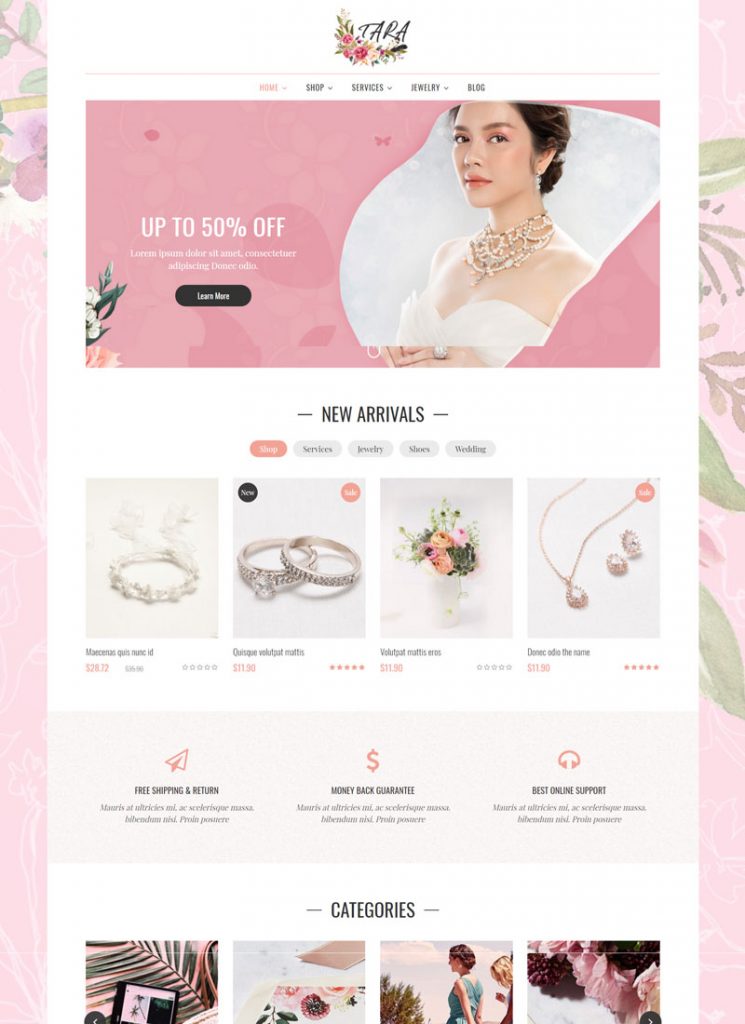 TARA
HOME SHOP SERVICES JEWELRY BLOG
UP TO 50% OFF
Lorem ipsum dolor sit amet, consectetuer
adipiscing Donec odio.
Learn More
NEW ARRIVALS
Shop Services Jewelry Shoes Wedding
New Sale Sale
Maecenas quis nunc id Quisque volutpat mattis Volutpat mattis eros Donec odio the name
$28.72 $35.90 $11.90 $11.90 $11.90
FREE SHIPPING & RETURN MONEY BACK GUARANTEE BEST ONLINE SUPPORT
Mauris at ultricies mi, ac scelerisque massa. Mauris at ultricies mi, ac scelerisque massa. Mauris at ultricies mi, ac scelerisque massa.
bibendum nisi. Proin posuere bibendum nisi. Proin posuere bibendum nisi. Proin posuere
CATEGORIES